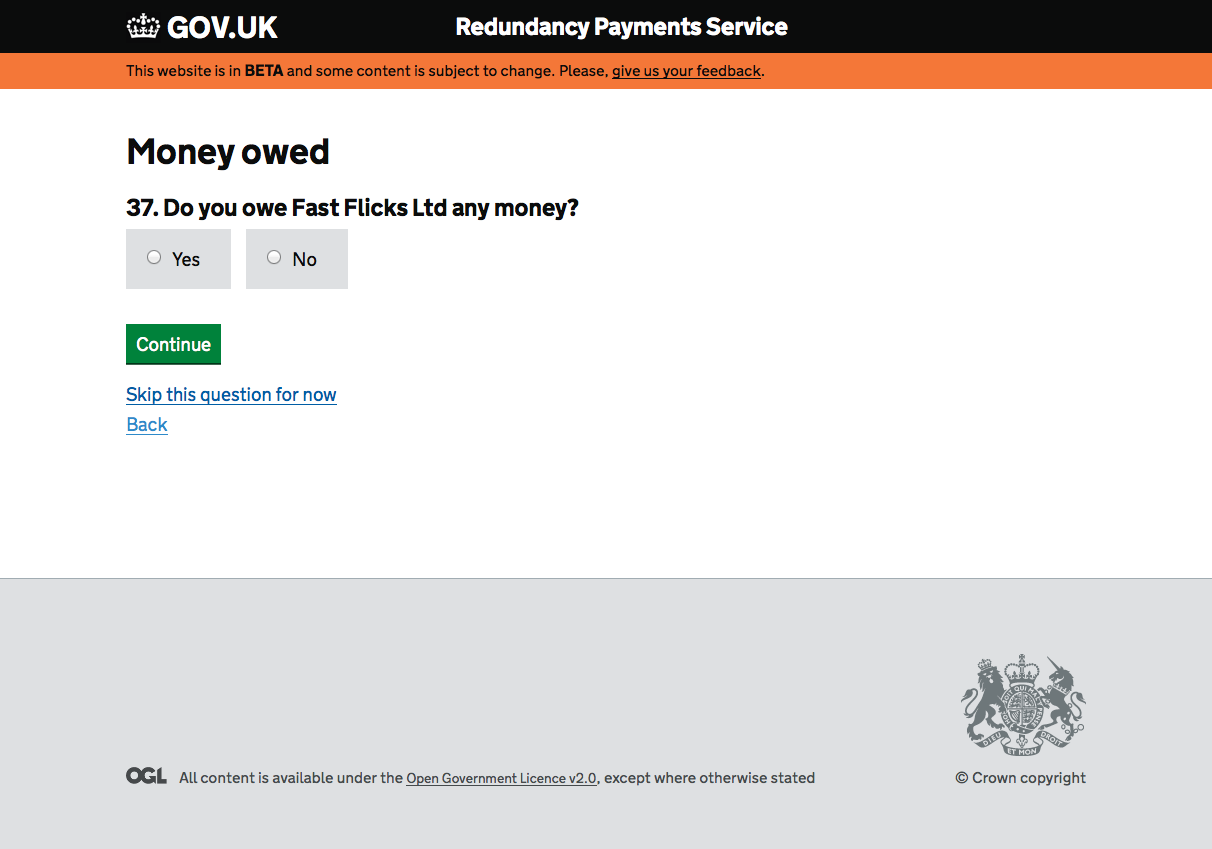 GOV.UK
Redundancy Payments Service
This website is in BETA and some content is subject to change. Please, give us your feedback.
Money owed
37. Do you owe Fast Flicks Ltd any money?
Yes
No
Continue
Skip this question for now
Back
DIEU ET MON DROIT
OGL All content is available under the Open Government Licence v2.0, except where otherwise stated
© Crown copyright